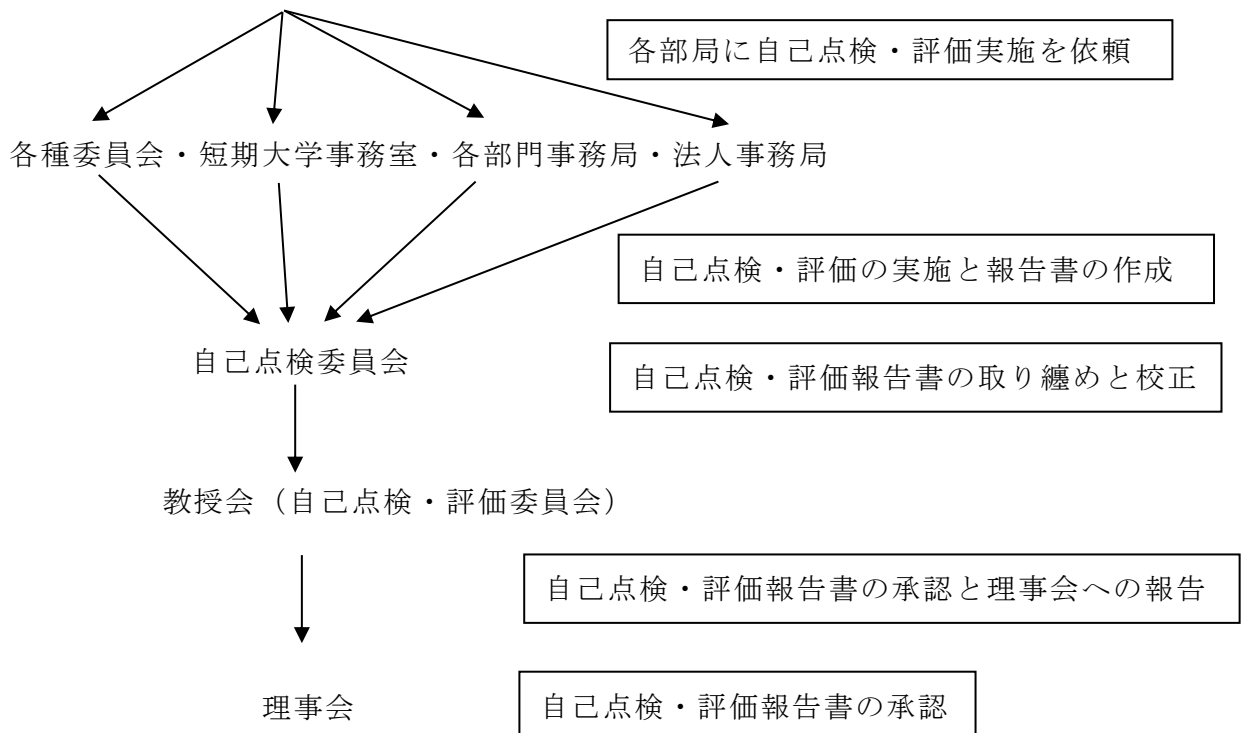 各部局に自己点検・評価実施を依頼
各種委員会・短期大学事務室・各部門事務局・法人事務局
自己点検・評価の実施と報告書の作成
自己点検委員会
自己点検・評価報告書の取り纏めと校正
教授会（自己点検・評価委員会）
自己点検・評価報告書の承認と理事会への報告
理事会
自己点検・評価報告書の承認